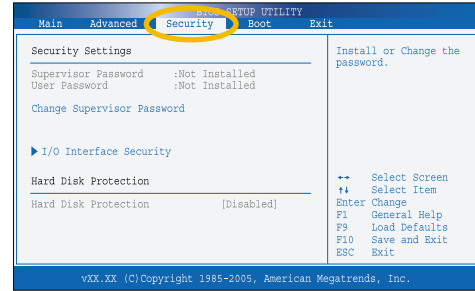 BIOS SETUP UTILITY
Main Advanced Security Boot Exit
Security Settings
Supervisor Password :Not Installed
User Password :Not Installed
Change Supervisor Password
I/O Interface Security
Hard Disk Protection
Hard Disk Protection [Disabled]
Install or Change the
password.
↔ Select Screen
↑↓ Select Item
Enter Change
F1 General Help
F9 Load Defaults
F10 Save and Exit
ESC Exit
vXX.XX (C)Copyright 1985-2005, American Megatrends, Inc.